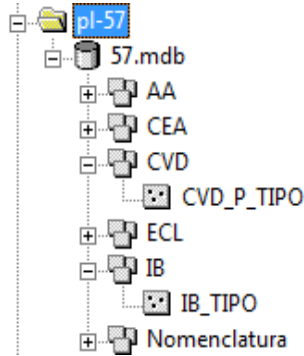 pl-57
57.mdb
AA
CEA
CVD
CVD_P_TIPO
ECL
IB
IB_TIPO
Nomenclatura